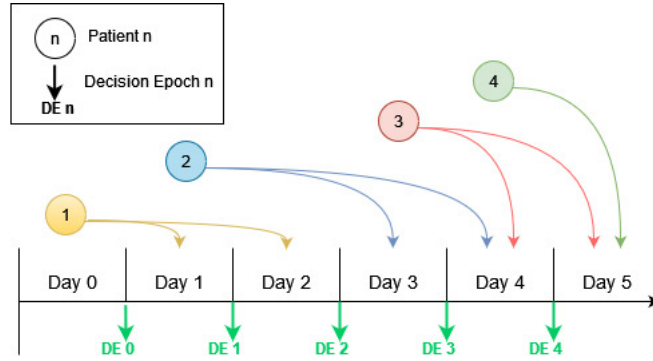 n Patient n
Decision Epoch n
DE n
4
3
2
1
Day 0 Day 1 Day 2 Day 3 Day 4 Day 5
DE 0 DE 1 DE 2 DE 3 DE 4